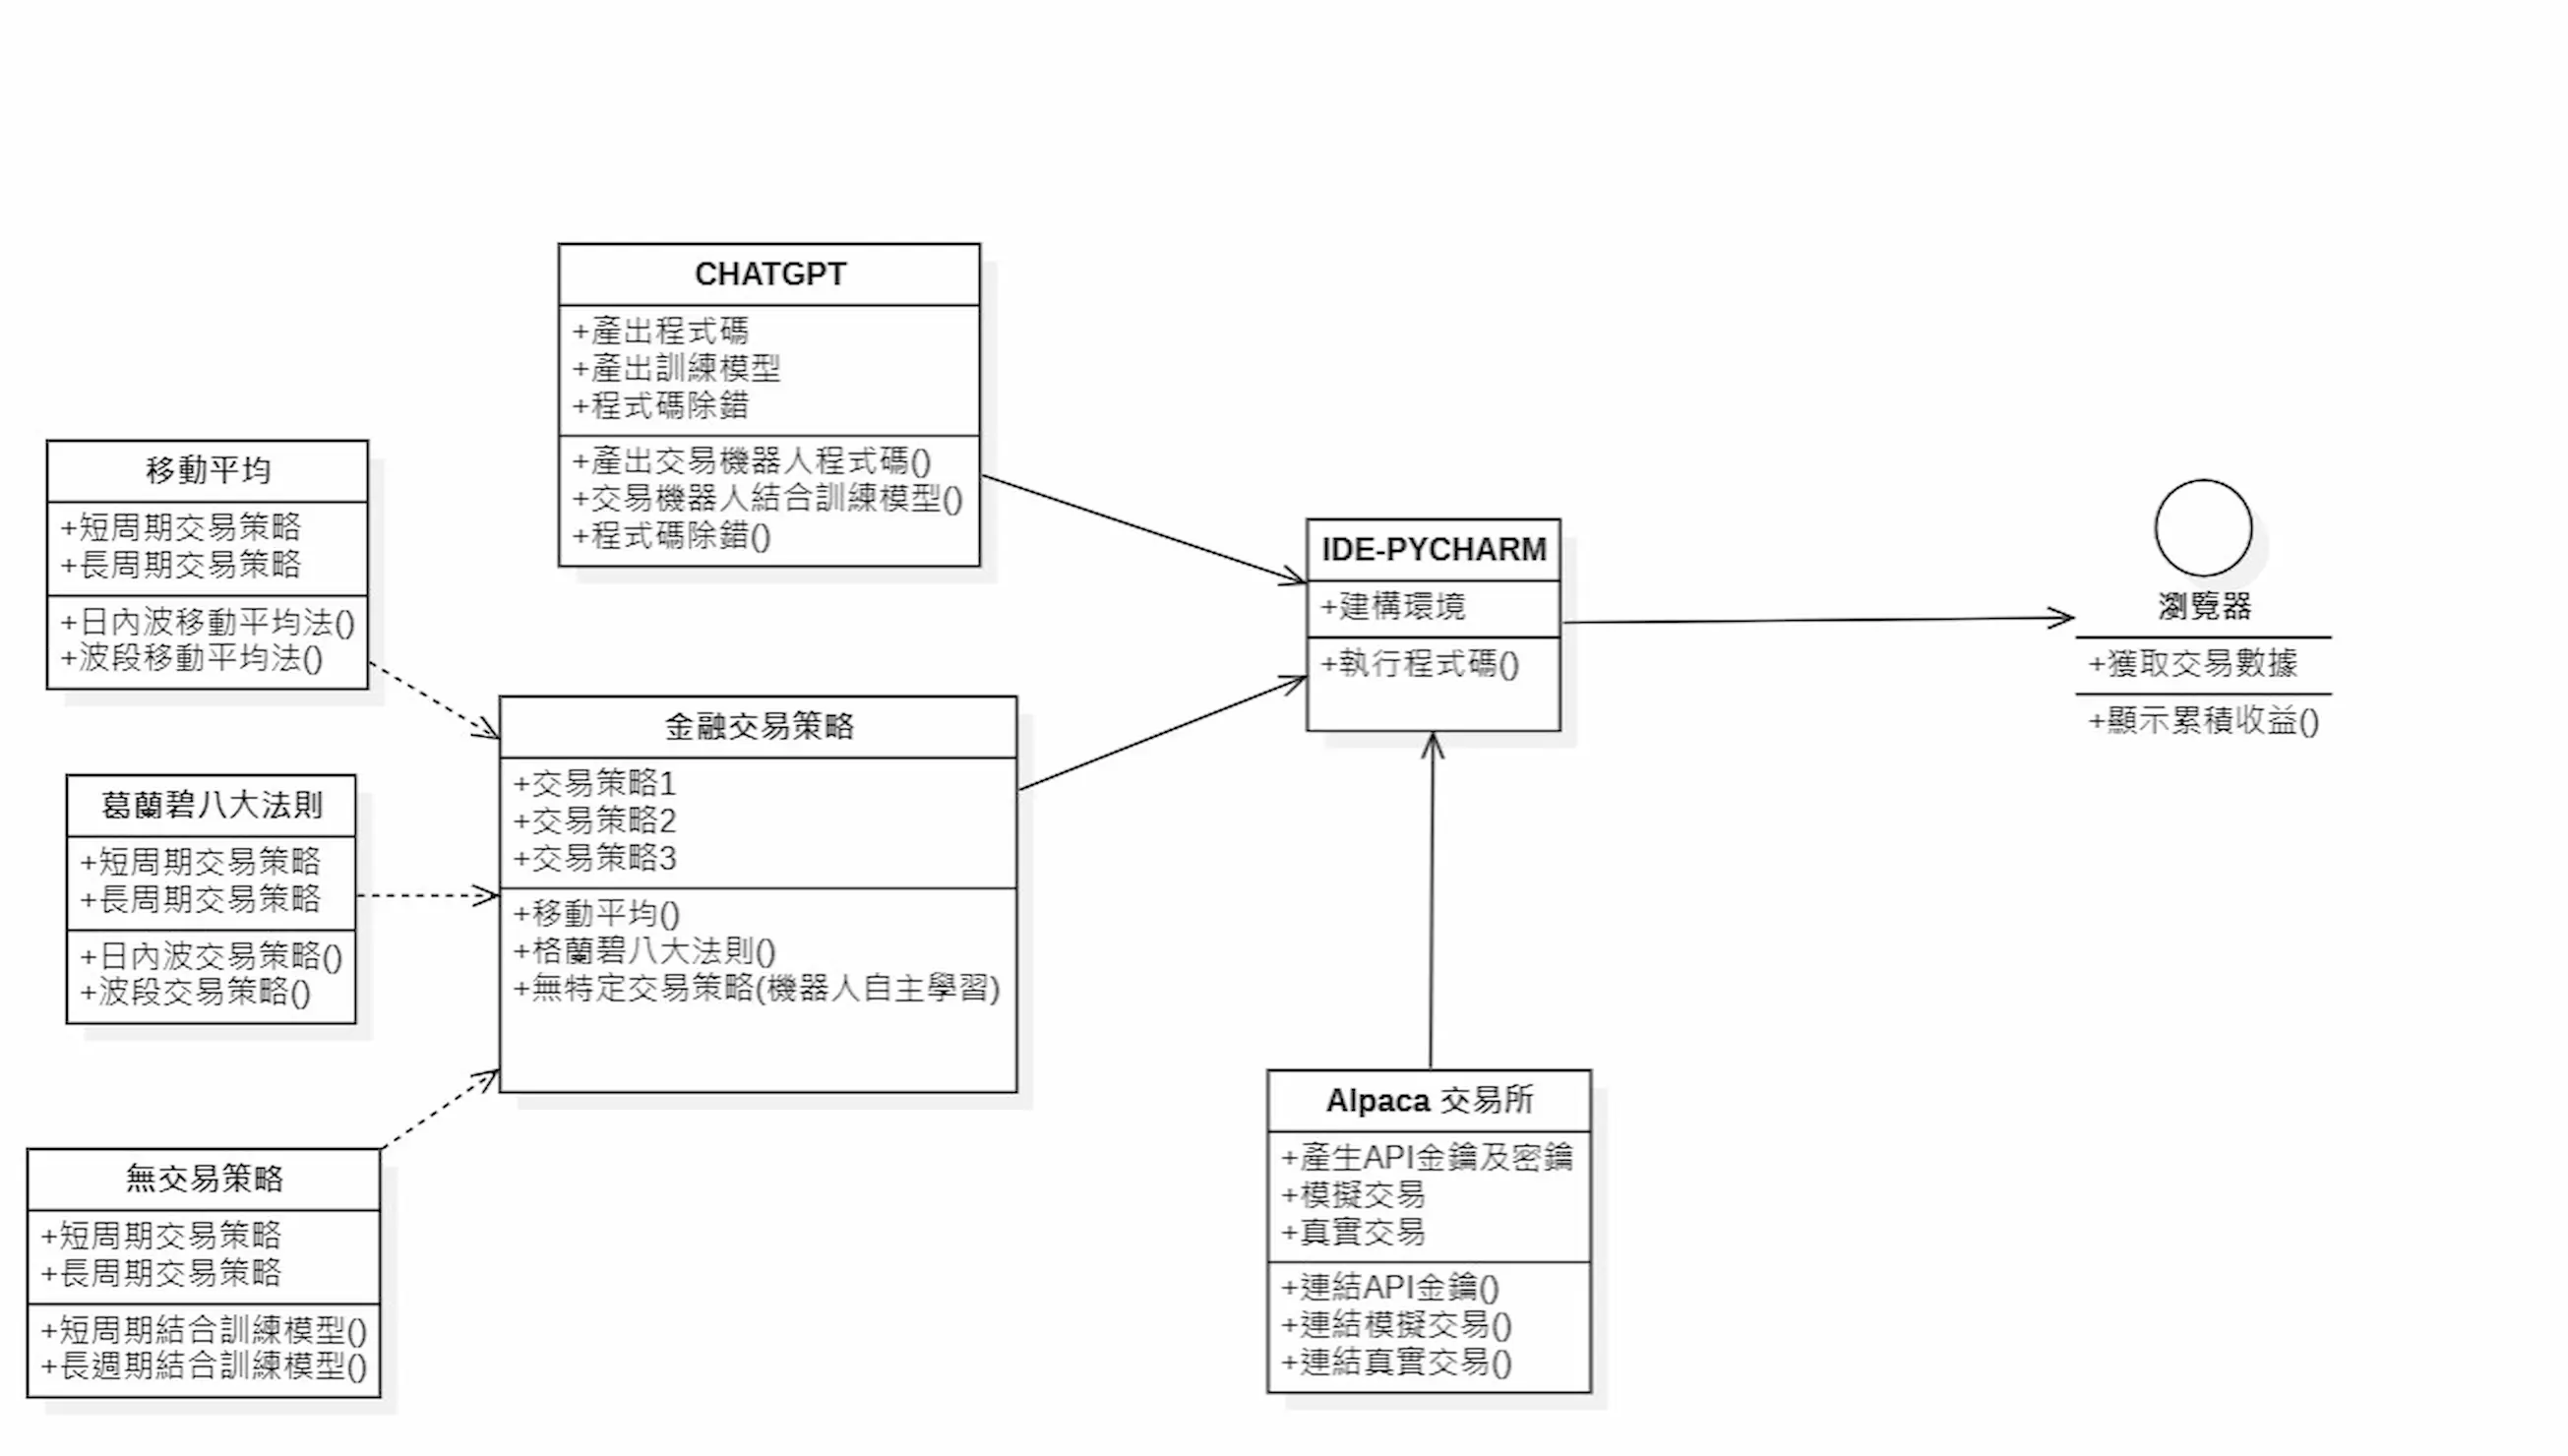 CHATGPT
+產出程式碼
+產出訓練模型
+程式碼除錯
+產出交易機器人程式碼()
+交易機器人結合訓練模型()
+程式碼除錯()
移動平均
+短周期交易策略
+長周期交易策略
+日內波移動平均法()
+波段移動平均法()
葛蘭碧八大法則
+短周期交易策略
+長周期交易策略
+日內波交易策略()
+波段交易策略()
無交易策略
+短周期交易策略
+長周期交易策略
+短周期結合訓練模型()
+長週期結合訓練模型()
金融交易策略
+交易策略1
+交易策略2
+交易策略3
+移動平均()
+格蘭碧八大法則()
+無特定交易策略(機器人自主學習)
IDE-PYCHARM
+建構環境
+執行程式碼()
Alpaca 交易所
+產生API金鑰及密鑰
+模擬交易
+真實交易
+連結API金鑰()
+連結模擬交易()
+連結真實交易()
瀏覽器
+獲取交易數據
+顯示累積收益()